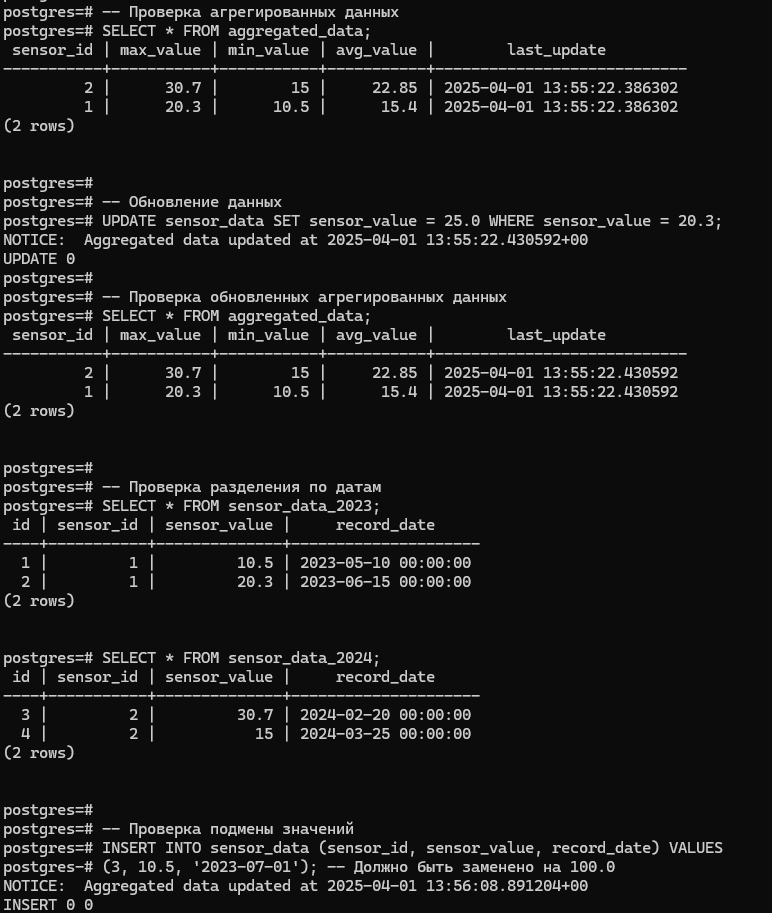 postgres=# -- Проверка агрегированных данных
postgres=# SELECT * FROM aggregated_data;
 sensor_id | max_value | min_value | avg_value |        last_update
-----------+-----------+-----------+-----------+----------------------------
         2 |      30.7 |        15 |     22.85 | 2025-04-01 13:55:22.386302
         1 |      20.3 |      10.5 |      15.4 | 2025-04-01 13:55:22.386302
(2 rows)
postgres=#
postgres=# -- Обновление данных
postgres=# UPDATE sensor_data SET sensor_value = 25.0 WHERE sensor_value = 20.3;
NOTICE:  Aggregated data updated at 2025-04-01 13:55:22.430592+00
UPDATE 0
postgres=#
postgres=# -- Проверка обновленных агрегированных данных
postgres=# SELECT * FROM aggregated_data;
 sensor_id | max_value | min_value | avg_value |        last_update
-----------+-----------+-----------+-----------+----------------------------
         2 |      30.7 |        15 |     22.85 | 2025-04-01 13:55:22.430592
         1 |      20.3 |      10.5 |      15.4 | 2025-04-01 13:55:22.430592
(2 rows)
postgres=#
postgres=# -- Проверка разделения по датам
postgres=# SELECT * FROM sensor_data_2023;
 id | sensor_id | sensor_value |     record_date
----+-----------+--------------+---------------------
  1 |         1 |         10.5 | 2023-05-10 00:00:00
  2 |         1 |         20.3 | 2023-06-15 00:00:00
(2 rows)
postgres=# SELECT * FROM sensor_data_2024;
 id | sensor_id | sensor_value |     record_date
----+-----------+--------------+---------------------
  3 |         2 |         30.7 | 2024-02-20 00:00:00
  4 |         2 |           15 | 2024-03-25 00:00:00
(2 rows)
postgres=#
postgres=# -- Проверка подмены значений
postgres=# INSERT INTO sensor_data (sensor_id, sensor_value, record_date) VALUES
postgres-# (3, 10.5, '2023-07-01'); -- Должно быть заменено на 100.0
NOTICE:  Aggregated data updated at 2025-04-01 13:56:08.891204+00
INSERT 0 0